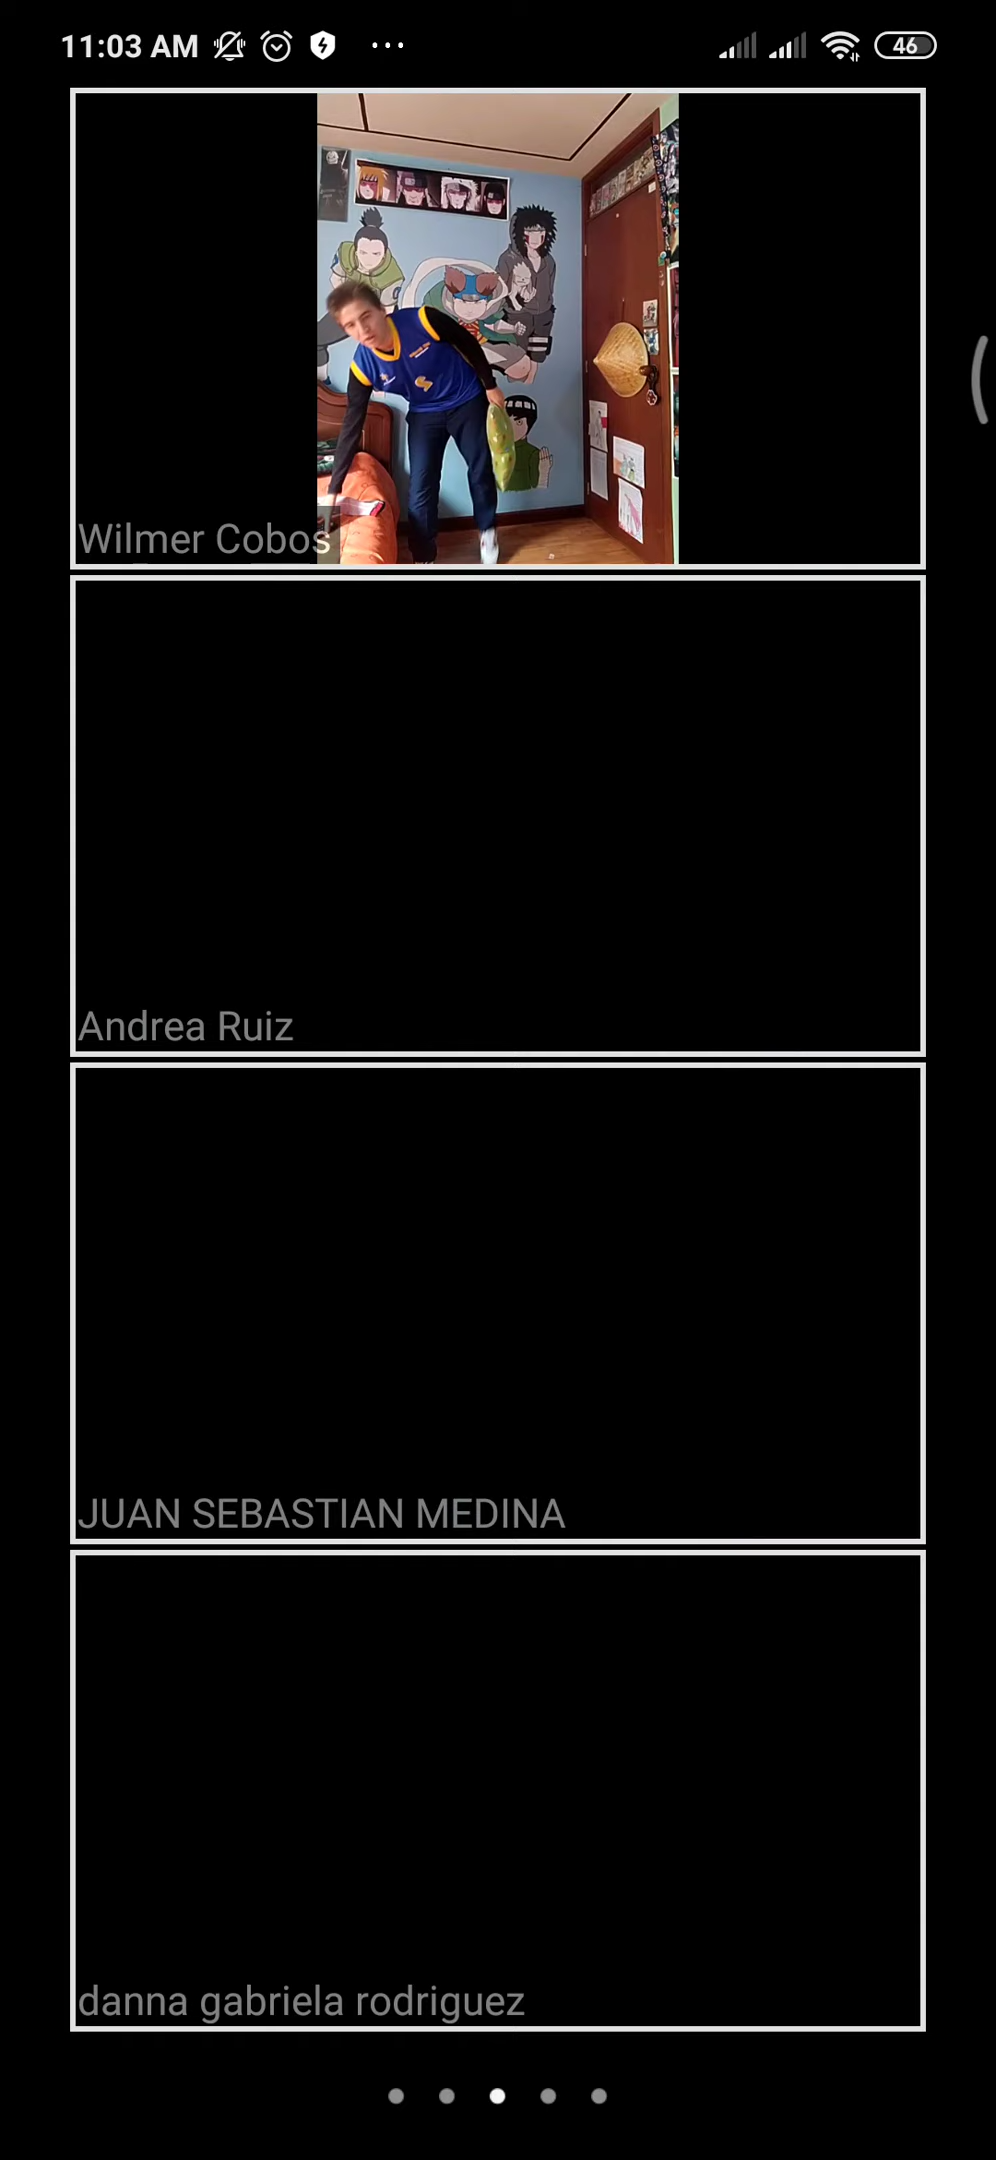 11:03 AM
46
Wilmer Cobos
Andrea Ruiz
JUAN SEBASTIAN MEDINA
danna gabriela rodriguez